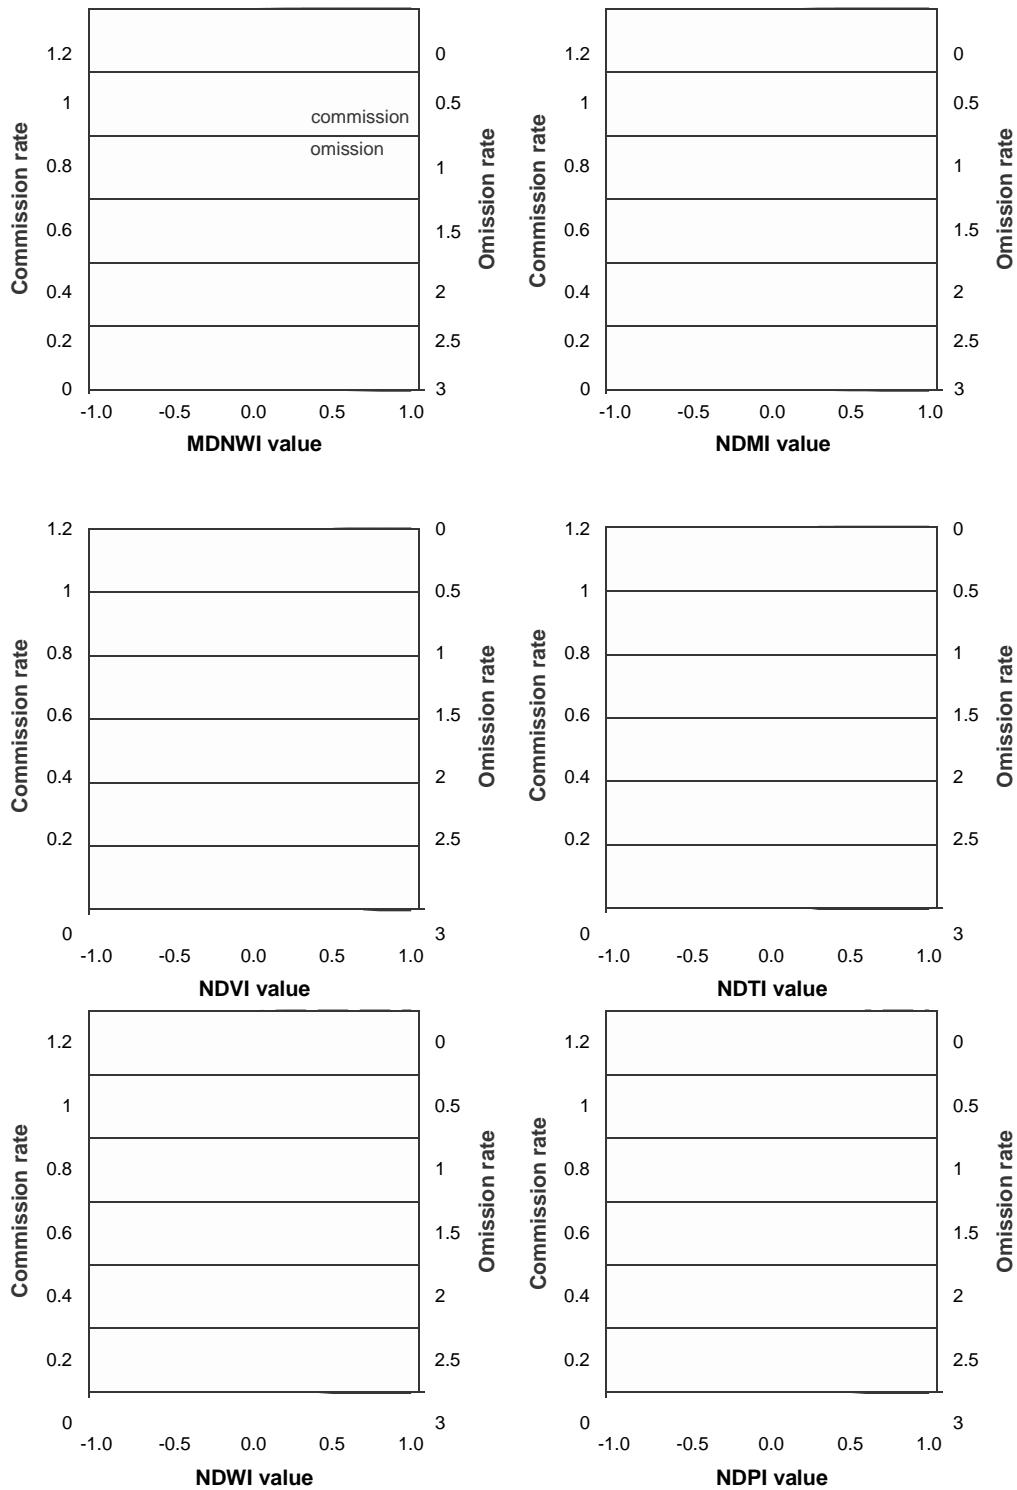 1.2 0
1 0.5
commission
omission
0.8 1
0.6 1.5
0.4 2
0.2 2.5
0 3
Commission rate
Omission rate
-1.0 -0.5 0.0 0.5 1.0
MDNWI value
1.2 0
1 0.5
0.8 1
0.6 1.5
0.4 2
0.2 2.5
0 3
Commission rate
Omission rate
-1.0 -0.5 0.0 0.5 1.0
NDMI value
1.2 0
1 0.5
0.8 1
0.6 1.5
0.4 2
0.2 2.5
0 3
Commission rate
Omission rate
-1.0 -0.5 0.0 0.5 1.0
NDVI value
1.2 0
1 0.5
0.8 1
0.6 1.5
0.4 2
0.2 2.5
0 3
Commission rate
Omission rate
-1.0 -0.5 0.0 0.5 1.0
NDTI value
1.2 0
1 0.5
0.8 1
0.6 1.5
0.4 2
0.2 2.5
0 3
Commission rate
Omission rate
-1.0 -0.5 0.0 0.5 1.0
NDWI value
1.2 0
1 0.5
0.8 1
0.6 1.5
0.4 2
0.2 2.5
0 3
Commission rate
Omission rate
-1.0 -0.5 0.0 0.5 1.0
NDPI value